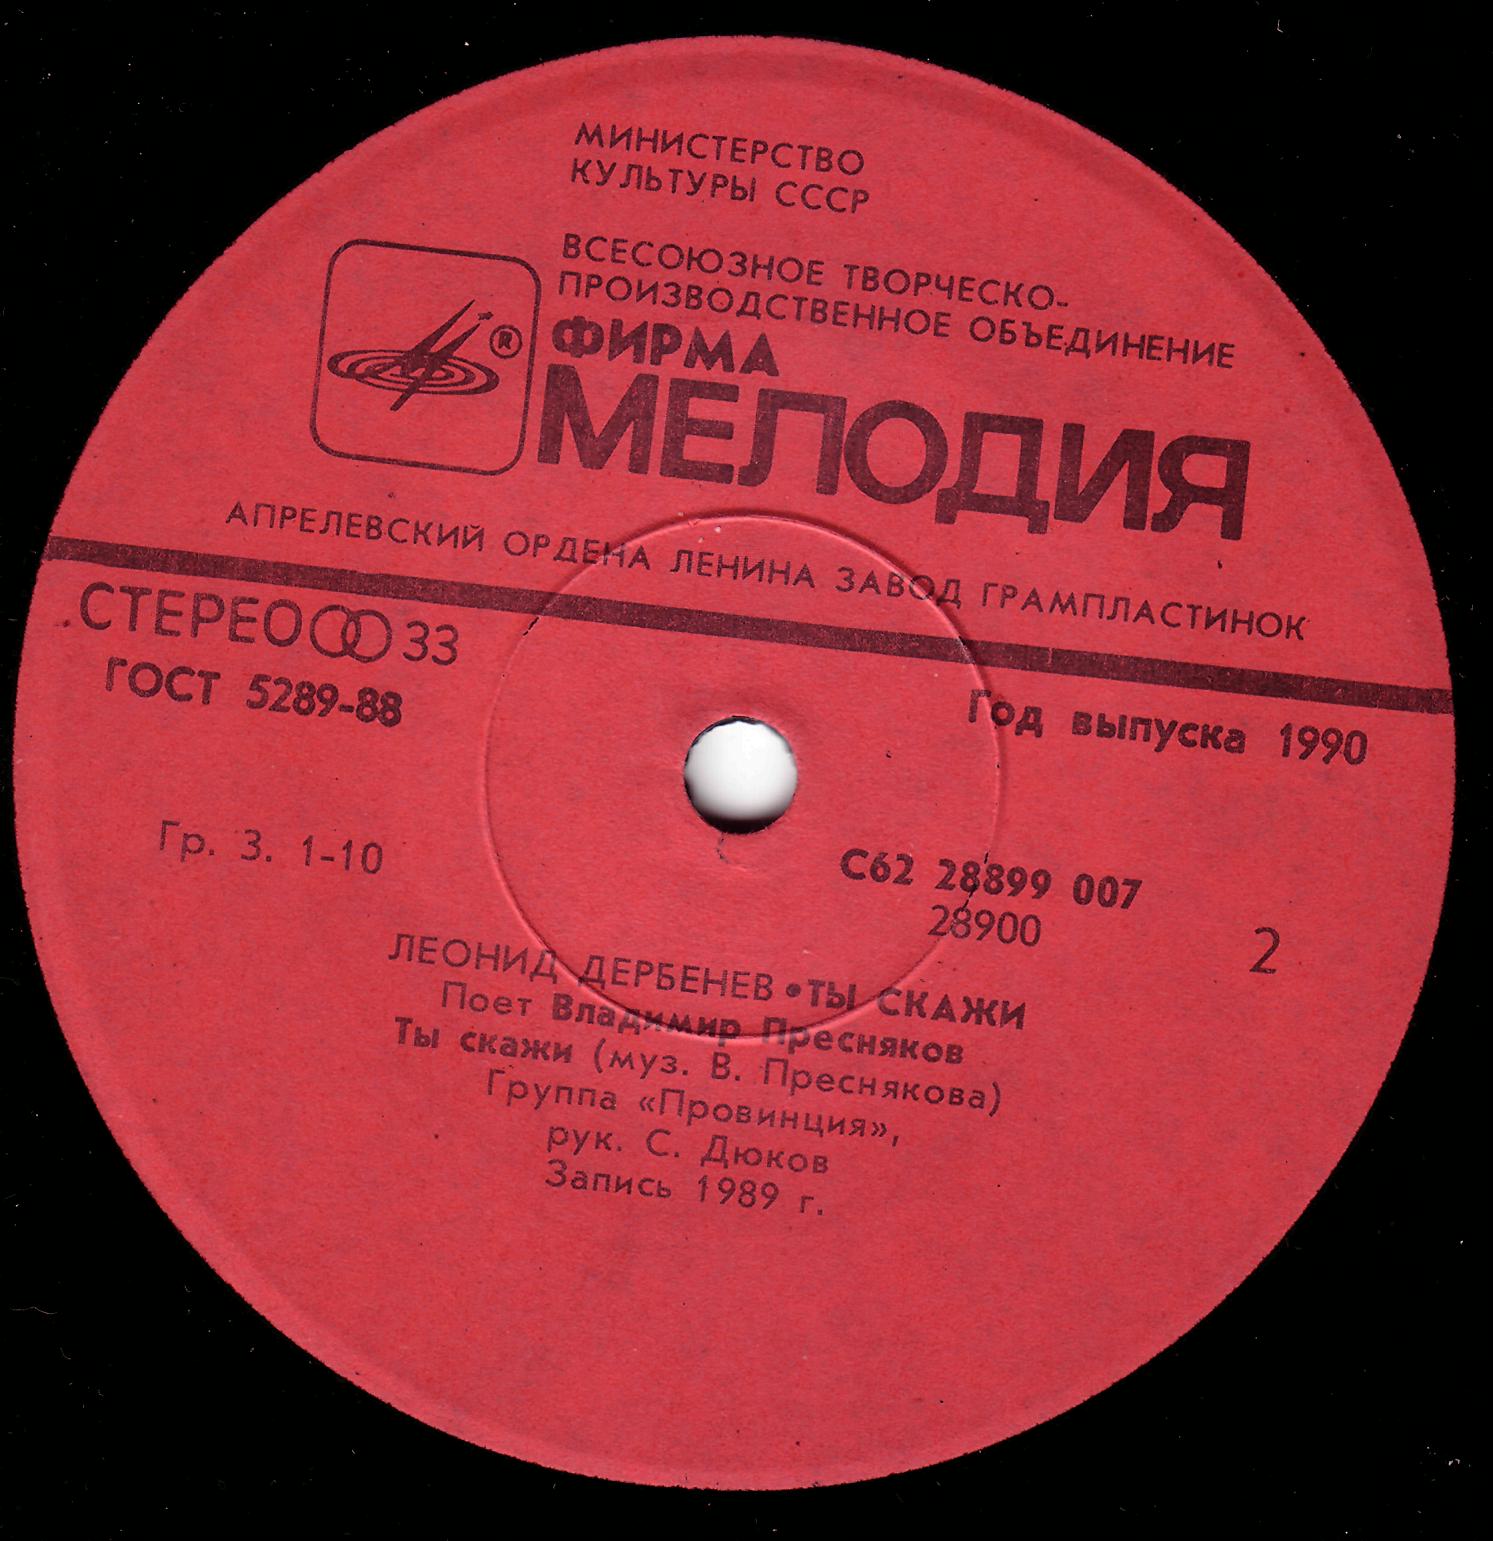 МИНИСТЕРСТВО
КУЛЬТУРЫ СССР
ВСЕСОЮЗНОЕ ТВОРЧЕСКО-
ПРОИЗВОДСТВЕННОЕ ОБЪЕДИНЕНИЕ
®
ФИРМА
МЕЛОДИЯ
АПРЕЛЕВСКИЙ ОРДЕНА ЛЕНИНА ЗАВОД ГРАМПЛАСТИНОК
СТЕРЕО 33
ГОСТ 5289-88
Год выпуска 1990
Гр. 3. 1-10
С62 28899 007
28900
2
ЛЕОНИД ДЕРБЕНЕВ • ТЫ СКАЖИ
Поет Владимир Пресняков
Ты скажи (муз. В. Преснякова)
Группа «Провинция»,
рук. С. Дюков
Запись 1989 г.